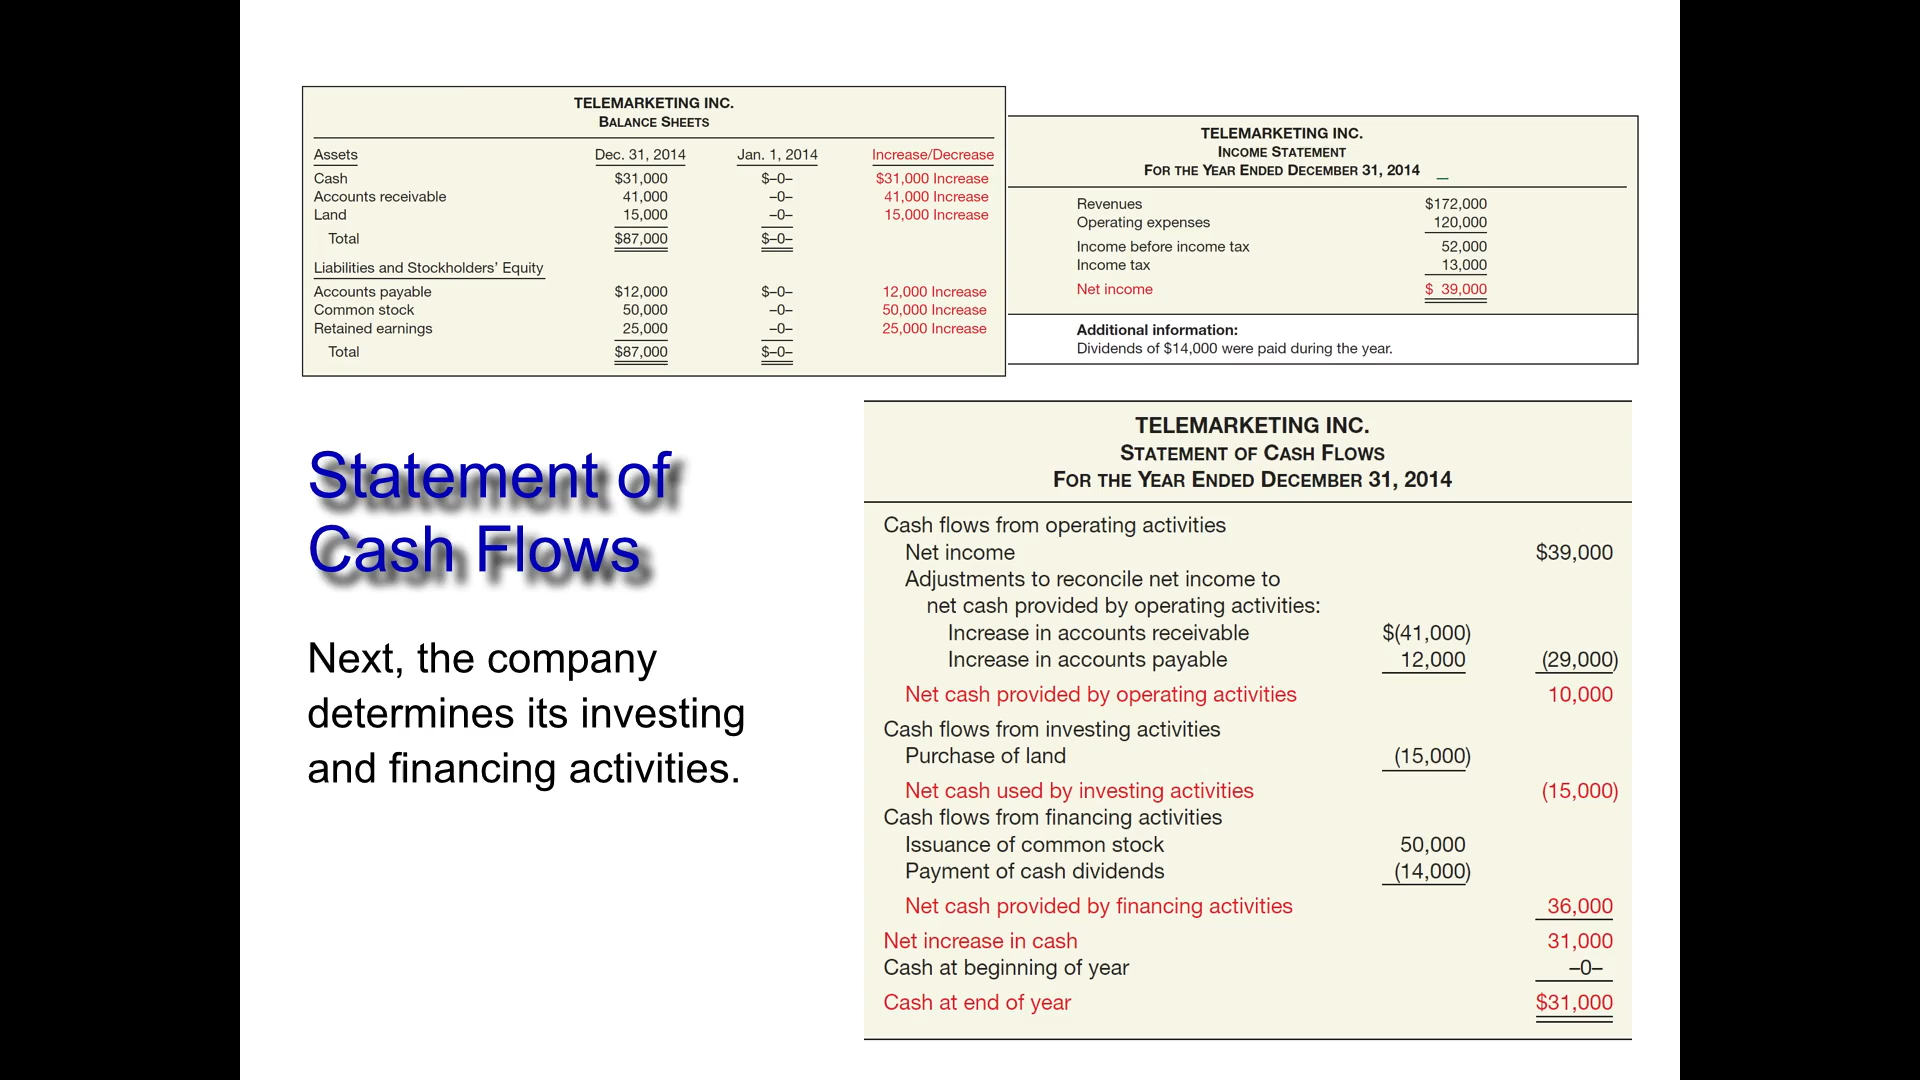 TELEMARKETING INC.
BALANCE SHEETS
Assets Dec. 31, 2014 Jan. 1, 2014 Increase/Decrease
Cash $31,000 $–0– $31,000 Increase
Accounts receivable 41,000 –0– 41,000 Increase
Land 15,000 –0– 15,000 Increase
Total $87,000 $–0–
Liabilities and Stockholders’ Equity
Accounts payable $12,000 $–0– 12,000 Increase
Common stock 50,000 –0– 50,000 Increase
Retained earnings 25,000 –0– 25,000 Increase
Total $87,000 $–0–
TELEMARKETING INC.
INCOME STATEMENT
FOR THE YEAR ENDED DECEMBER 31, 2014
Revenues $172,000
Operating expenses 120,000
Income before income tax 52,000
Income tax 13,000
Net income $ 39,000
Additional information:
Dividends of $14,000 were paid during the year.
Statement of
Cash Flows
Next, the company
determines its investing
and financing activities.
TELEMARKETING INC.
STATEMENT OF CASH FLOWS
FOR THE YEAR ENDED DECEMBER 31, 2014
Cash flows from operating activities
Net income $39,000
Adjustments to reconcile net income to
net cash provided by operating activities:
Increase in accounts receivable $(41,000)
Increase in accounts payable 12,000 (29,000)
Net cash provided by operating activities 10,000
Cash flows from investing activities
Purchase of land (15,000)
Net cash used by investing activities (15,000)
Cash flows from financing activities
Issuance of common stock 50,000
Payment of cash dividends (14,000)
Net cash provided by financing activities 36,000
Net increase in cash 31,000
Cash at beginning of year –0–
Cash at end of year $31,000